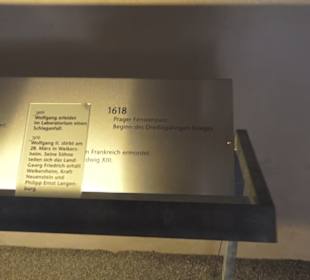 Wolfgang erleidet
im Laboratorium einen
Schlaganfall.
Wolfgang II. stirbt am
28. März in Weikers-
heim. Seine Söhne
teilen sich das Land:
Georg Friedrich erhält
Weikersheim, Kraft
Neuenstein und
Philipp Ernst Langen-
burg.
1618
Prager Fenstersturz.
Beginn des Dreißigjährigen Krieges.
in Frankreich ermordet.
dwig XIII.